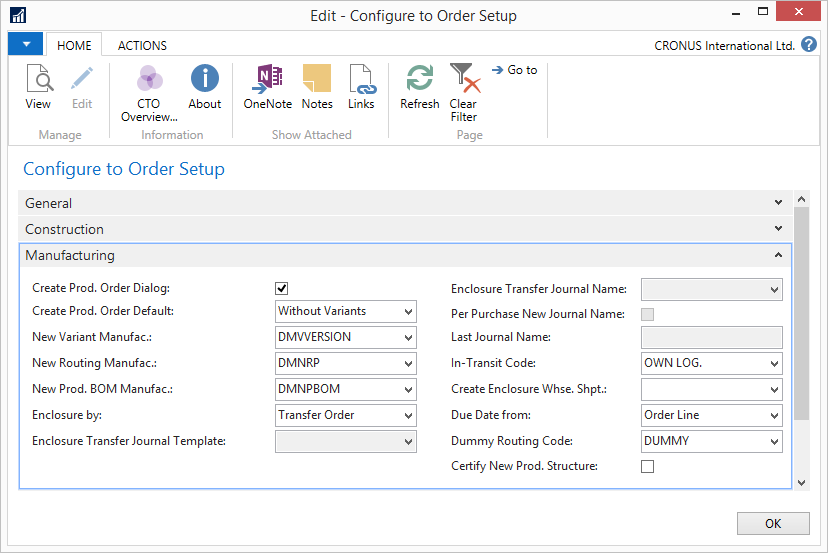 Edit - Configure to Order Setup
HOME
ACTIONS
CRONUS International Ltd.
?
View
Edit
CTO
Overview...
About
OneNote
Notes
Links
Refresh
Clear
Filter
Go to
Manage
Information
Show Attached
Page
Configure to Order Setup
General
Construction
Manufacturing
Create Prod. Order Dialog:
Create Prod. Order Default: Without Variants
New Variant Manufac.: DMVVERSION
New Routing Manufac.: DMNRP
New Prod. BOM Manufac.: DMNPBOM
Enclosure by: Transfer Order
Enclosure Transfer Journal Template:
Enclosure Transfer Journal Name:
Per Purchase New Journal Name:
Last Journal Name:
In-Transit Code: OWN LOG.
Create Enclosure Whse. Shpt.:
Due Date from: Order Line
Dummy Routing Code: DUMMY
Certify New Prod. Structure:
OK